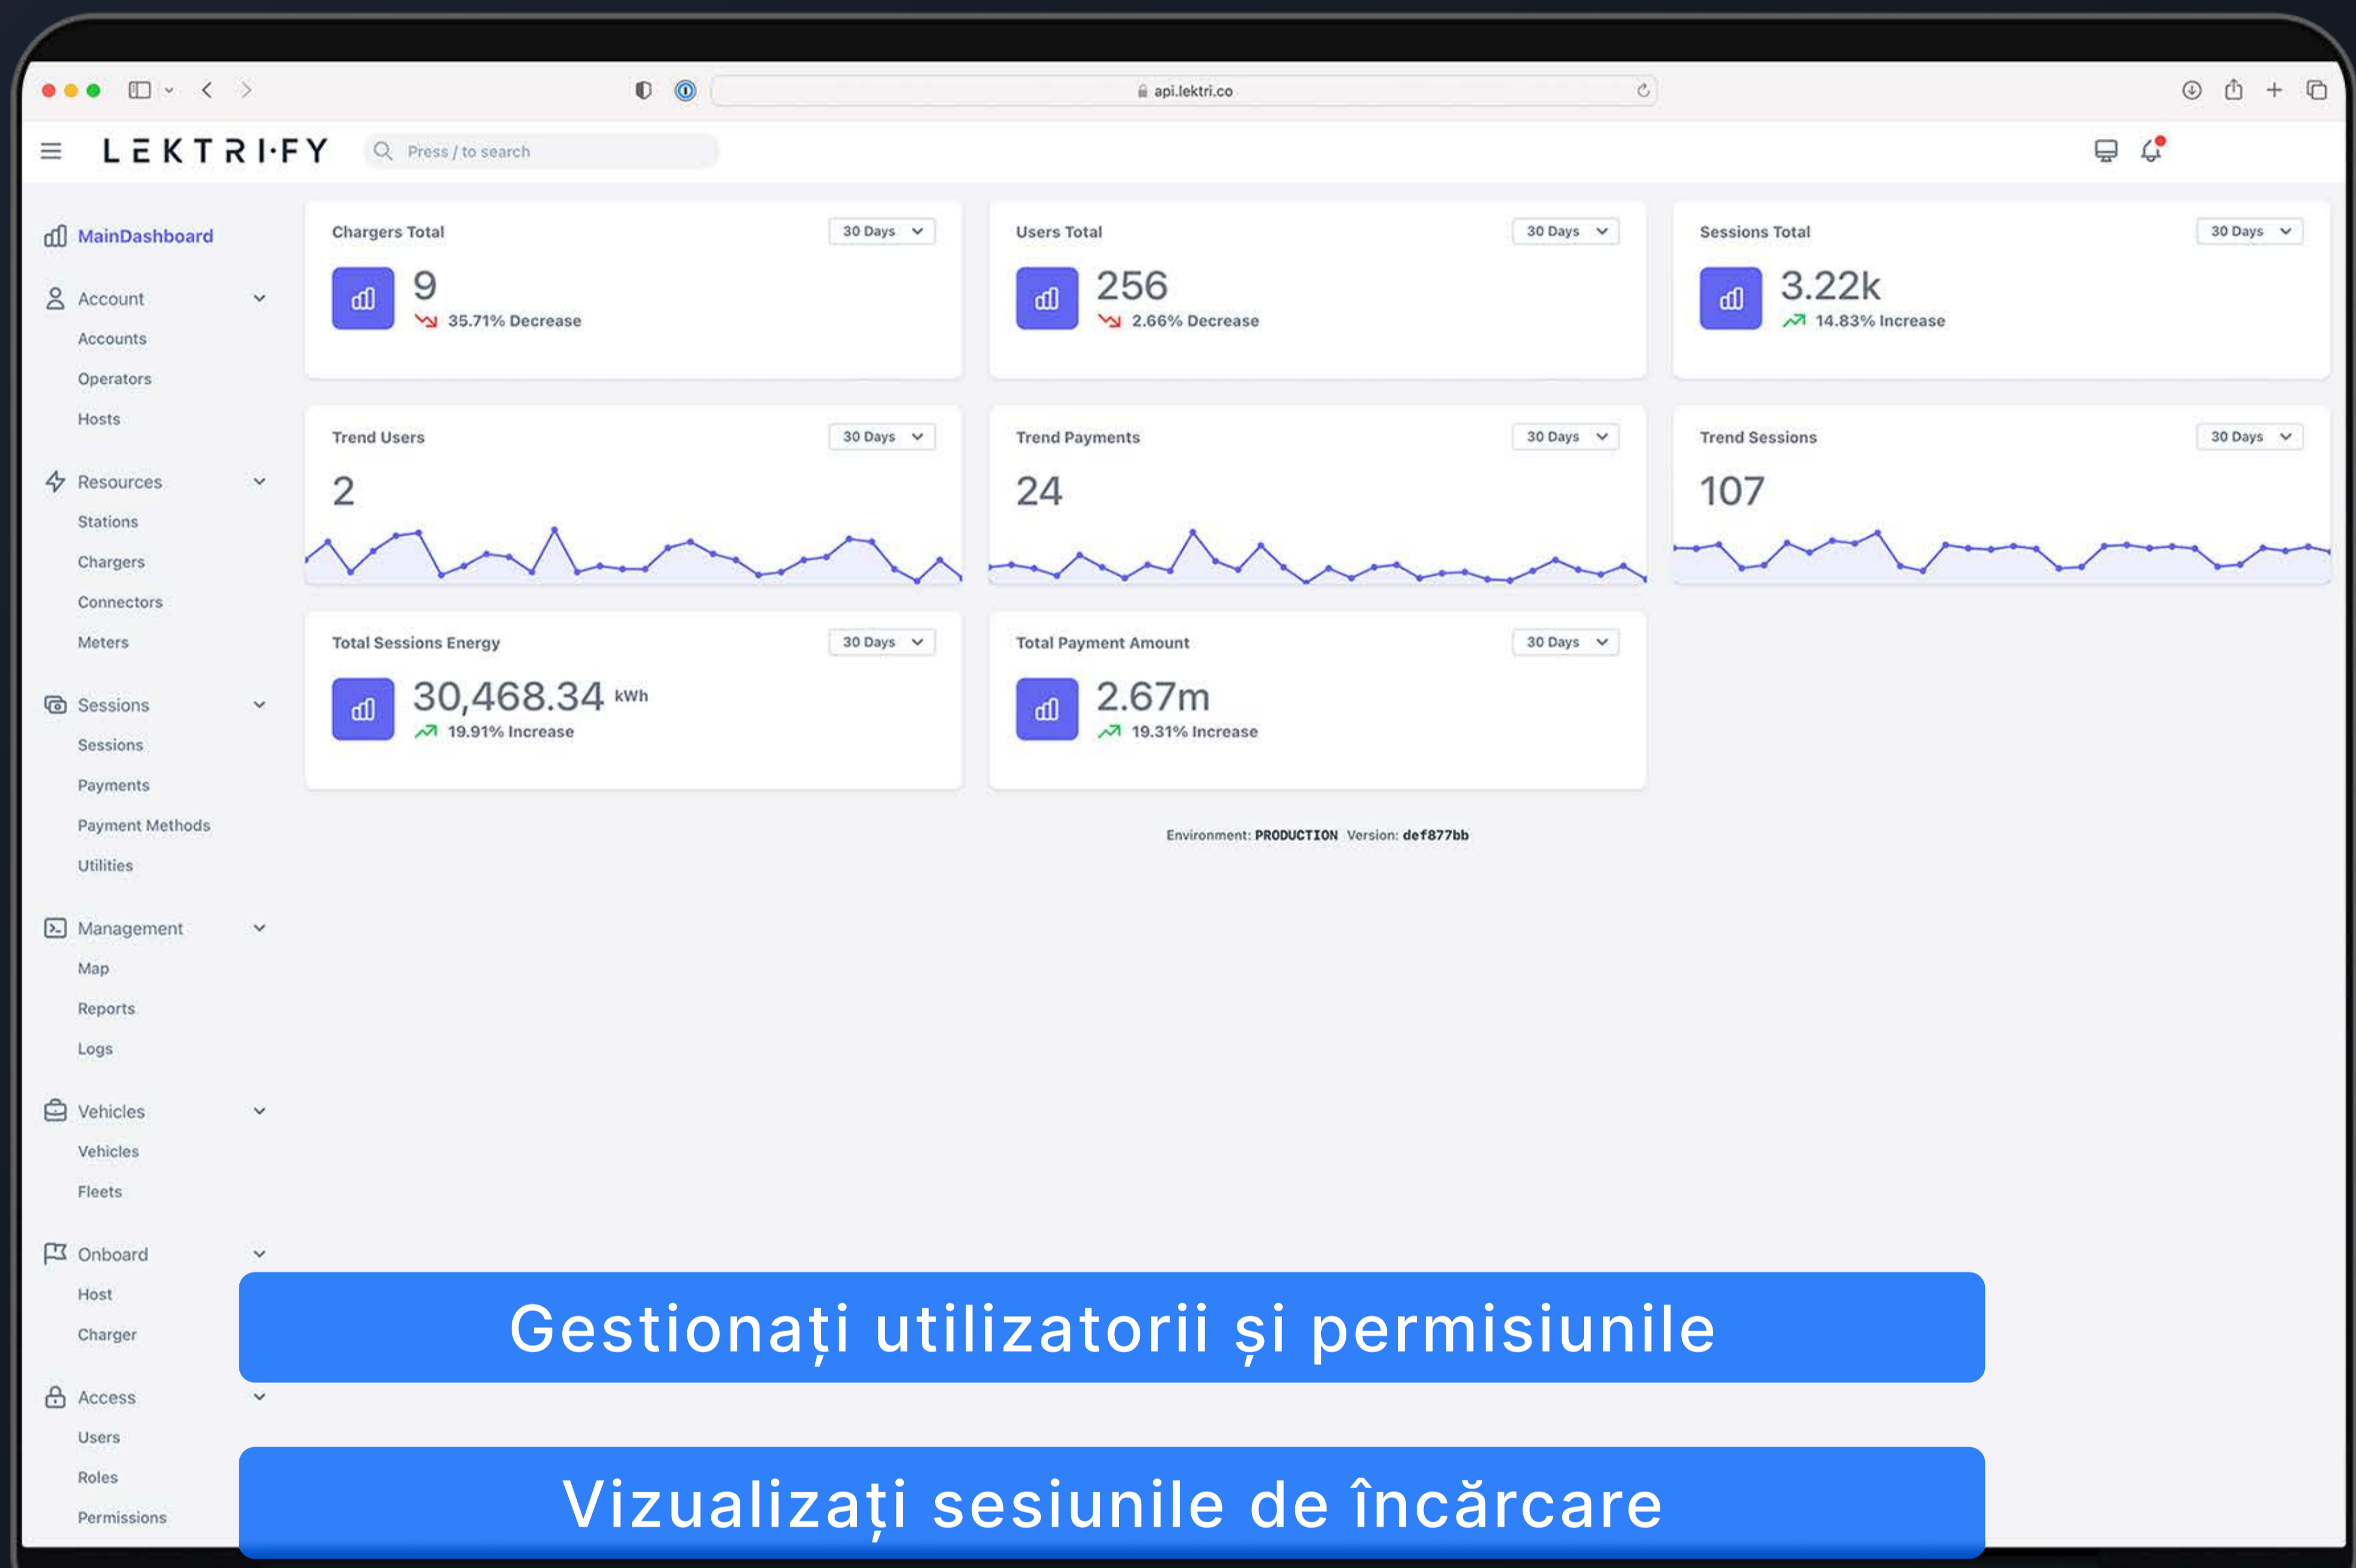 api.lektri.co
LEKTRI·FY
Press / to search
MainDashboard
Account
Accounts
Operators
Hosts
Resources
Stations
Chargers
Connectors
Meters
Sessions
Sessions
Payments
Payment Methods
Utilities
Management
Map
Reports
Logs
Vehicles
Vehicles
Fleets
Onboard
Host
Charger
Access
Users
Roles
Permissions
Chargers Total
30 Days
9
35.71% Decrease
Users Total
30 Days
256
2.66% Decrease
Sessions Total
30 Days
3.22k
14.83% Increase
Trend Users
30 Days
2
Trend Payments
30 Days
24
Trend Sessions
30 Days
107
Total Sessions Energy
30 Days
30,468.34 kWh
19.91% Increase
Total Payment Amount
30 Days
2.67m
19.31% Increase
Environment: PRODUCTION Version: def877bb
Gestionați utilizatorii și permisiunile
Vizualizați sesiunile de încărcare